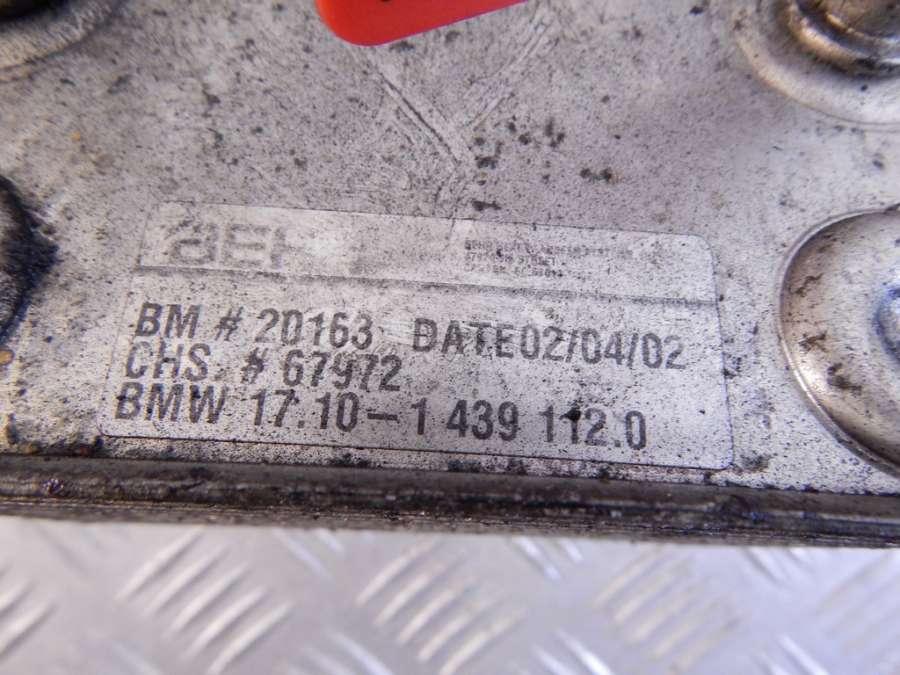 BM # 20163 DATE02/04/02
CHS. # 67972
BMW 17.10-1 439 112.0